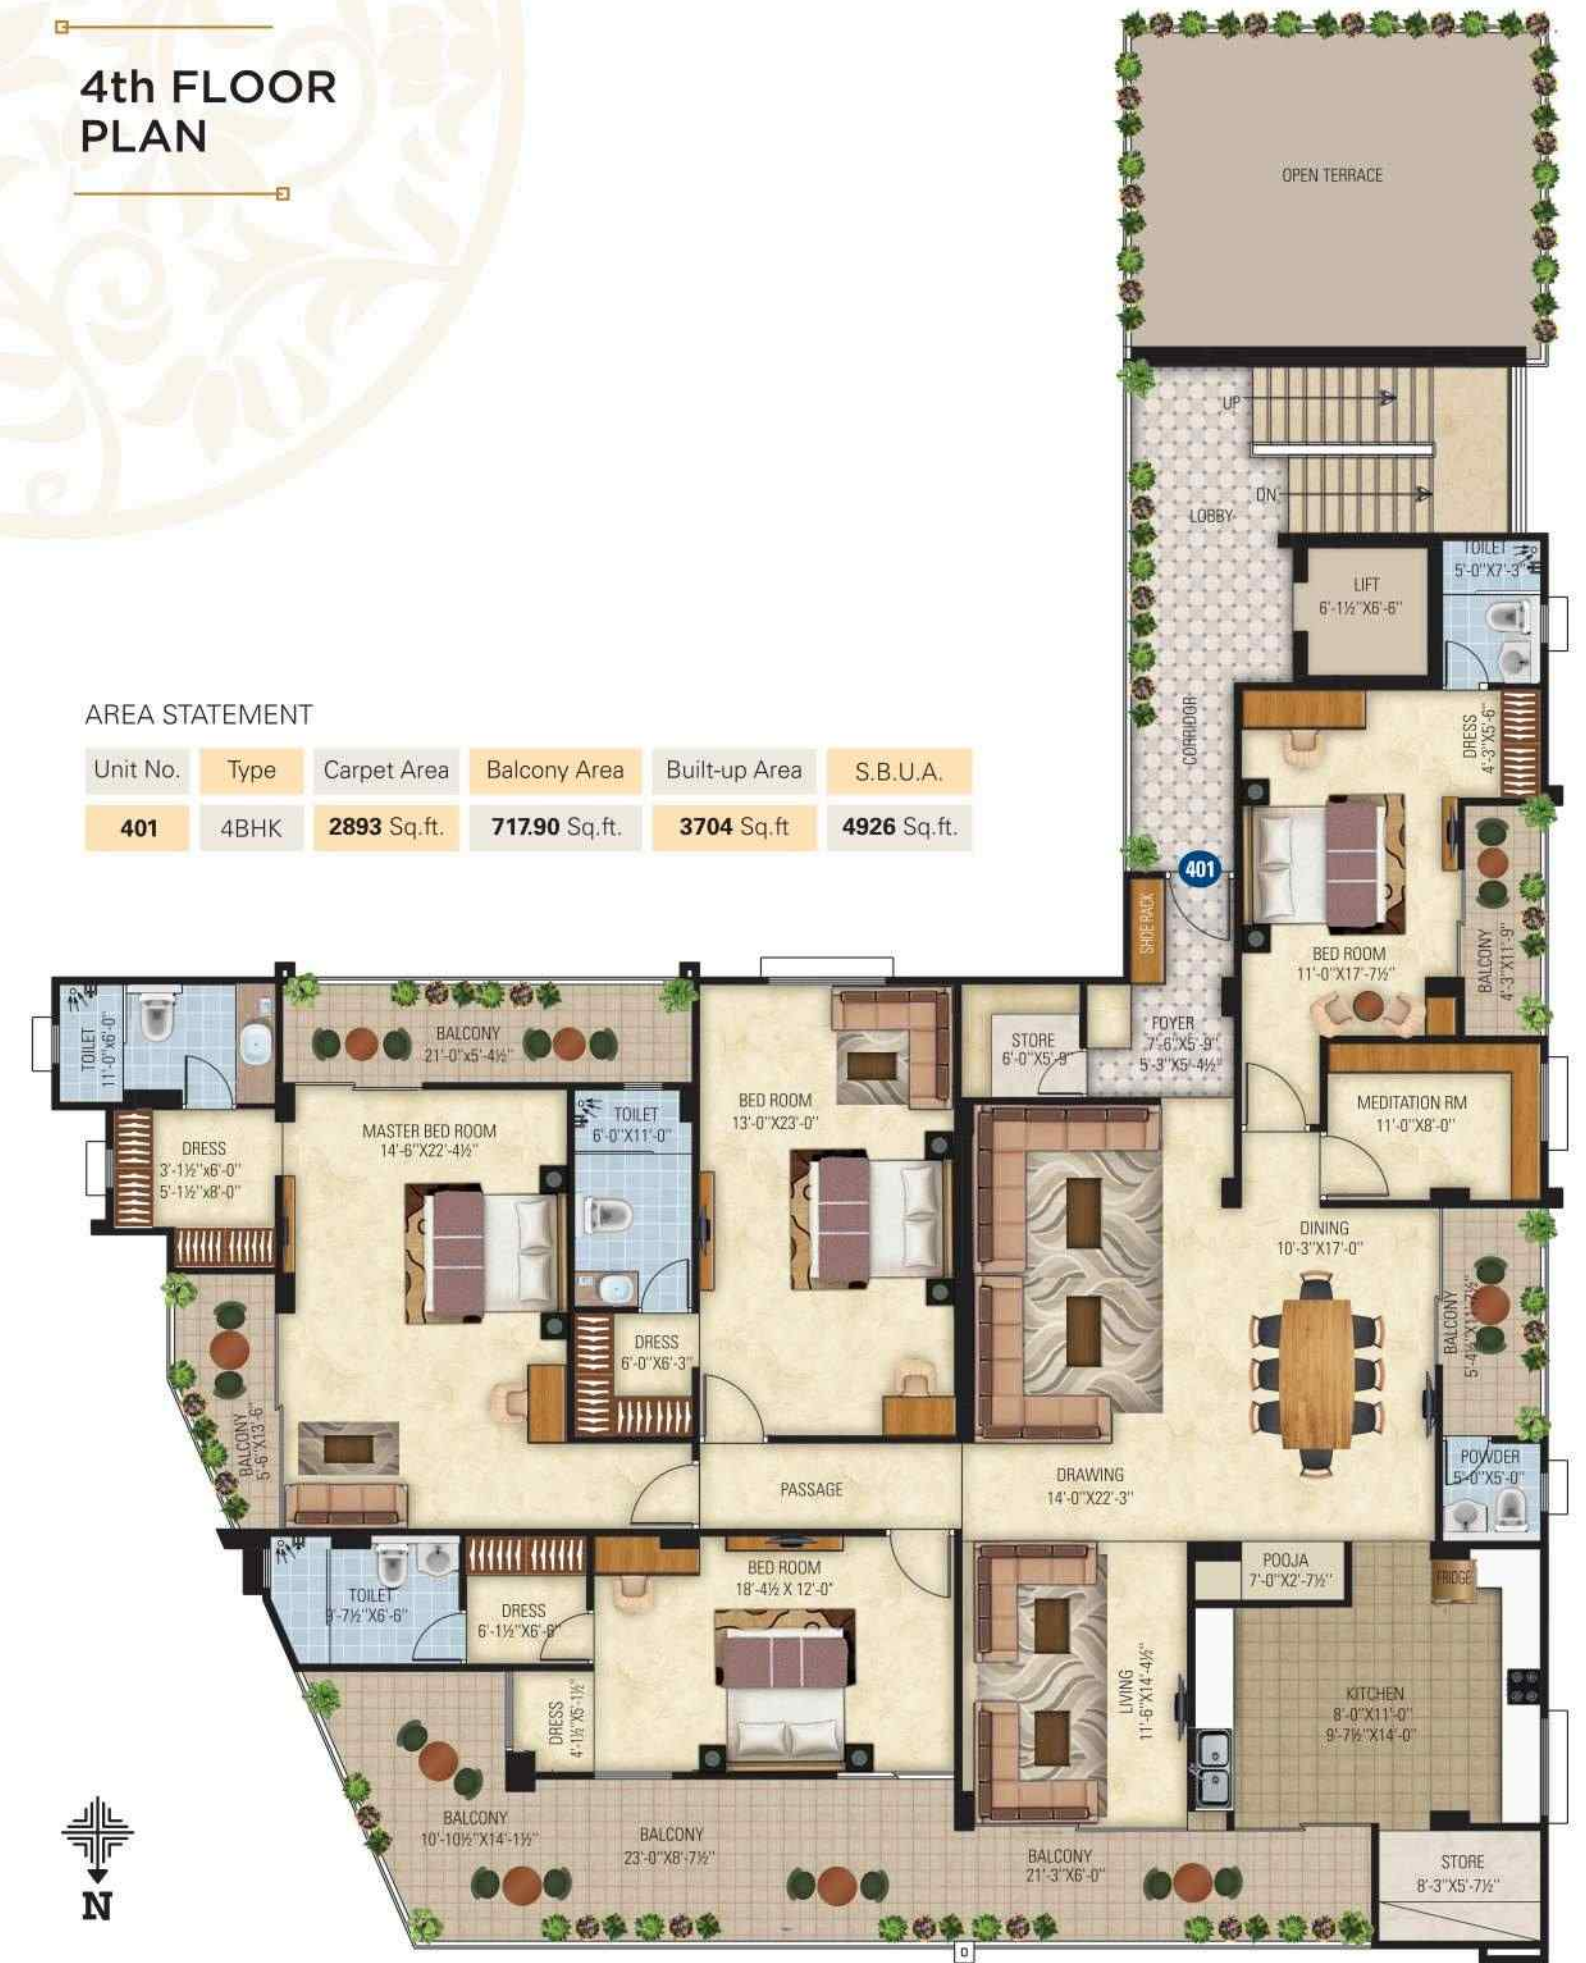 4th FLOOR
PLAN
OPEN TERRACE
UP
DN
LOBBY
LIFT
6'-1½"X6'-6"
TOILET
5'-0"X7'-3"
AREA STATEMENT
Unit No. Type Carpet Area Balcony Area Built-up Area S.B.U.A.
401 4BHK 2893 Sq.ft. 717.90 Sq.ft. 3704 Sq.ft 4926 Sq.ft.
CORRIDOR
DRESS
4'-3"X5'-6"
401
SHOE RACK
BED ROOM
11'-0"X17'-7½"
BALCONY
4'-3"X11'-9"
TOILET
11'-0"x6'-0"
BALCONY
21'-0"x5'-4½"
STORE
6'-0"X5'-9"
FOYER
7'-6"X5'-9"
5'-3"X5'-4½"
BED ROOM
13'-0"X23'-0"
MEDITATION RM
11'-0"X8'-0"
TOILET
6'-0"X11'-0"
MASTER BED ROOM
14'-6"X22'-4½"
DRESS
3'-1½"x6'-0"
5'-1½"x8'-0"
DINING
10'-3"X17'-0"
BALCONY
DRESS
6'-0"X6'-3"
BALCONY
5'-6"X13'-6"
POWDER
5'-0"X5'-0"
DRAWING
14'-0"X22'-3"
PASSAGE
BED ROOM
18'-4½ X 12'-0"
POOJA
7'-0"X2'-7½"
FRIDGE
TOILET
9'-7½"X6'-6"
DRESS
6'-1½"X6'-6"
LIVING
11'-6"X14'-4½"
KITCHEN
8'-0"X11'-0"
9'-7½"X14'-0"
DRESS
4'-1½"X5'-1½"
BALCONY
10'-10½"X14'-1½"
BALCONY
23'-0"X8'-7½"
BALCONY
21'-3"X6'-0"
STORE
8'-3"X5'-7½"
N